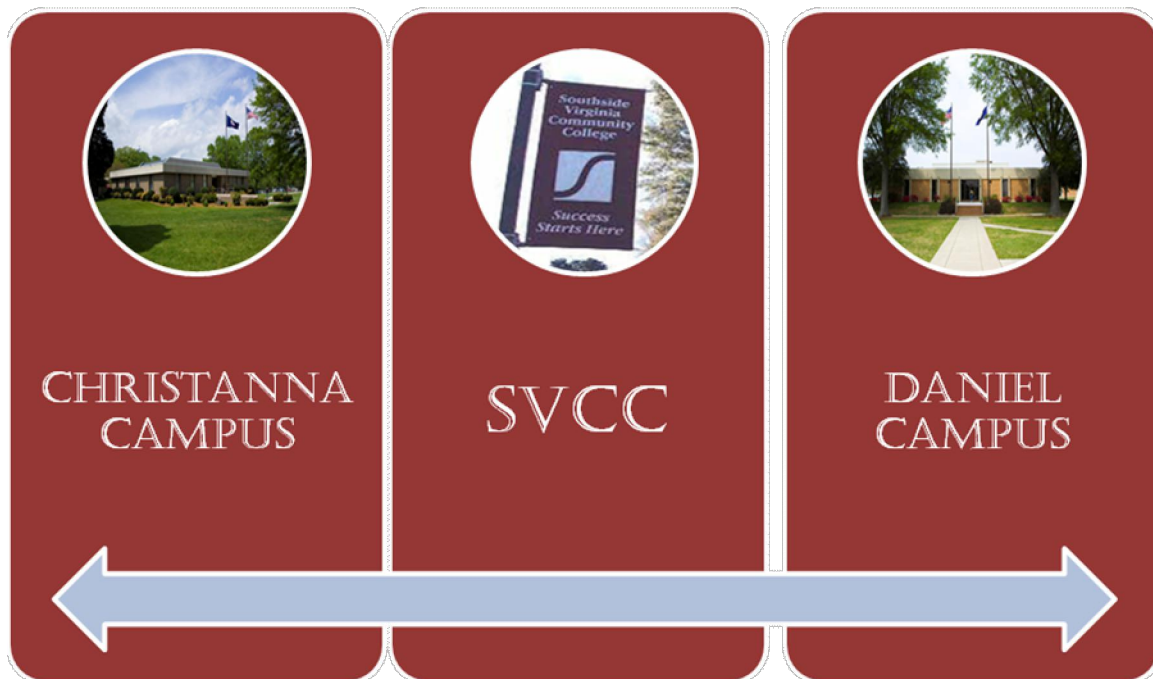 CHRISTANNA
CAMPUS
Southside
Virginia
Community
College
Success
Starts Here
SVCC
DANIEL
CAMPUS